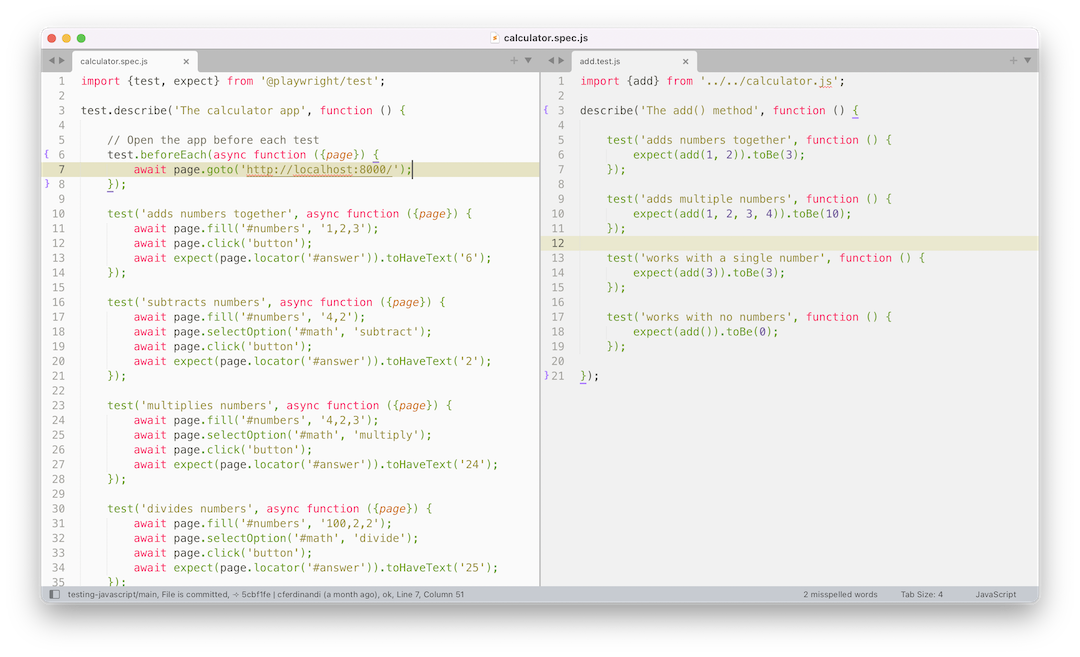 calculator.spec.js
calculator.spec.js
1 import {test, expect} from '@playwright/test';
2
3 test.describe('The calculator app', function () {
4
5 // Open the app before each test
{ 6 test.beforeEach(async function ({page}) {
7 await page.goto('http://localhost:8000/');
} 8 });
9
10 test('adds numbers together', async function ({page}) {
11 await page.fill('#numbers', '1,2,3');
12 await page.click('button');
13 await expect(page.locator('#answer')).toHaveText('6');
14 });
15
16 test('subtracts numbers', async function ({page}) {
17 await page.fill('#numbers', '4,2');
18 await page.selectOption('#math', 'subtract');
19 await page.click('button');
20 await expect(page.locator('#answer')).toHaveText('2');
21 });
22
23 test('multiplies numbers', async function ({page}) {
24 await page.fill('#numbers', '4,2,3');
25 await page.selectOption('#math', 'multiply');
26 await page.click('button');
27 await expect(page.locator('#answer')).toHaveText('24');
28 });
29
30 test('divides numbers', async function ({page}) {
31 await page.fill('#numbers', '100,2,2');
32 await page.selectOption('#math', 'divide');
33 await page.click('button');
34 await expect(page.locator('#answer')).toHaveText('25');
35 });
add.test.js
1 import {add} from '../../calculator.js';
2
{ 3 describe('The add() method', function () {
4
5 test('adds numbers together', function () {
6 expect(add(1, 2)).toBe(3);
7 });
8
9 test('adds multiple numbers', function () {
10 expect(add(1, 2, 3, 4)).toBe(10);
11 });
12
13 test('works with a single number', function () {
14 expect(add(3)).toBe(3);
15 });
16
17 test('works with no numbers', function () {
18 expect(add()).toBe(0);
19 });
20
} 21 });
testing-javascript/main, File is committed, ÷ 5cbf1fe | cferdinandi (a month ago), ok, Line 7, Column 51
2 misspelled words
Tab Size: 4
JavaScript